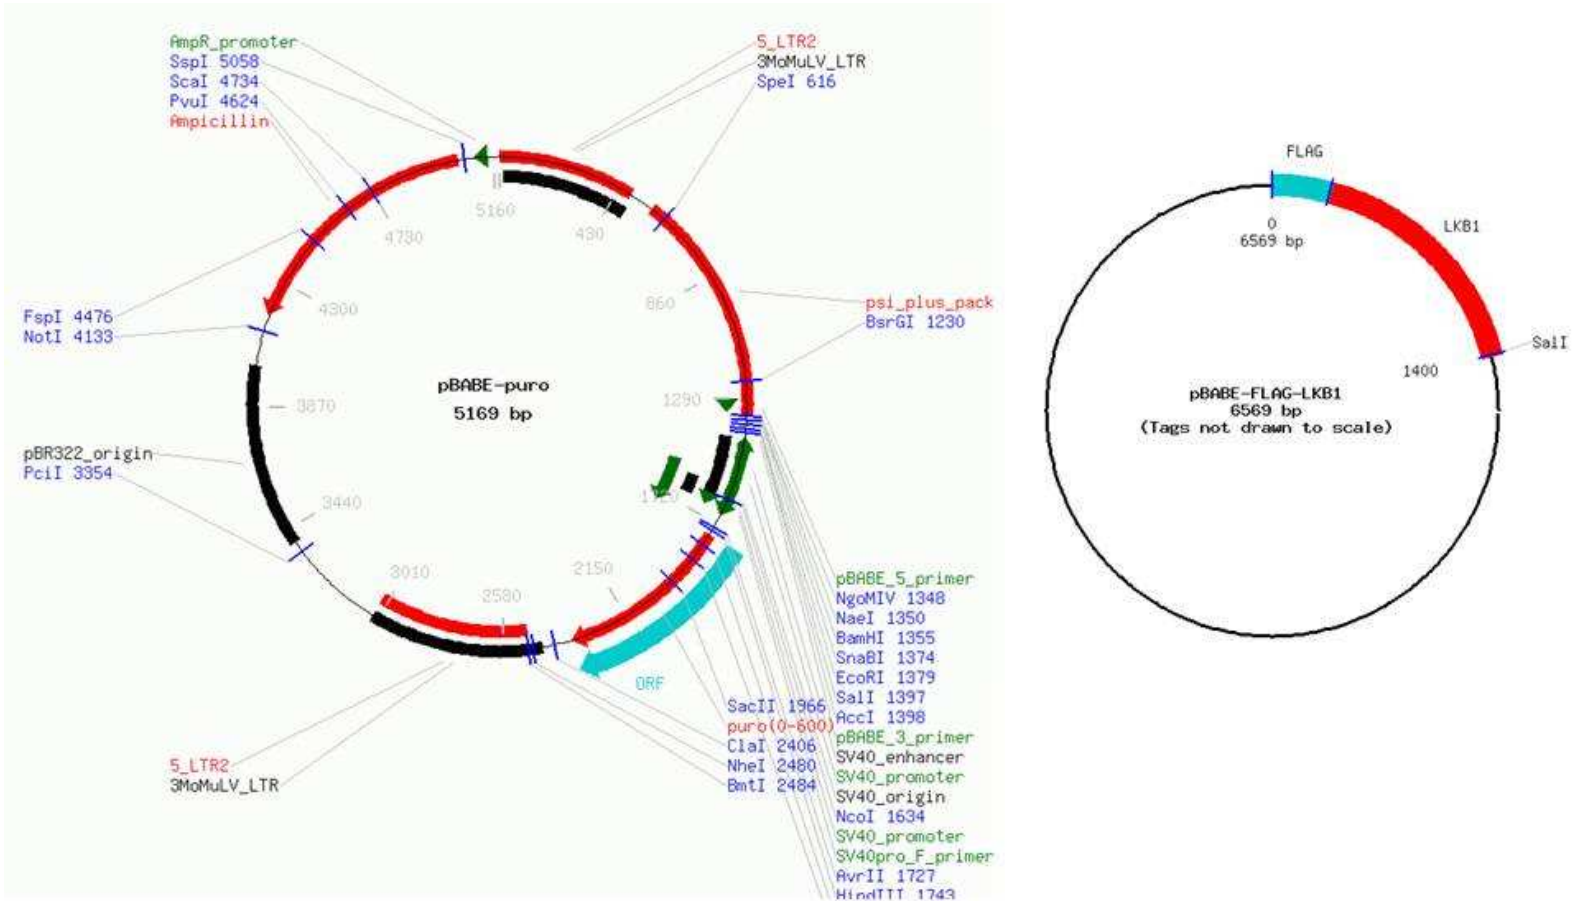 AmpR_promoter
SspI 5058
ScaI 4734
PvuI 4624
Ampicillin
5_LTR2
3MoMuLV_LTR
SpeI 616
5160
430
4730
860
4300
psi_plus_pack
BsrGI 1230
FspI 4476
NotI 4133
pBABE-puro
5169 bp
1290
3870
pBR322_origin
PciI 3354
1720
3440
3010
2580
2150
ORF
pBABE_5_primer
NgoMIV 1348
NaeI 1350
BamHI 1355
SnaBI 1374
EcoRI 1379
SalI 1397
AccI 1398
pBABE_3_primer
SV40_enhancer
SV40_promoter
SV40_origin
NcoI 1634
SV40_promoter
SV40pro_F_primer
AvrII 1727
HindIII 1743
SacII 1966
puro(0-600)
ClaI 2406
NheI 2480
BmtI 2484
5_LTR2
3MoMuLV_LTR
FLAG
0
6569 bp
LKB1
SalI
1400
pBABE-FLAG-LKB1
6569 bp
(Tags not drawn to scale)